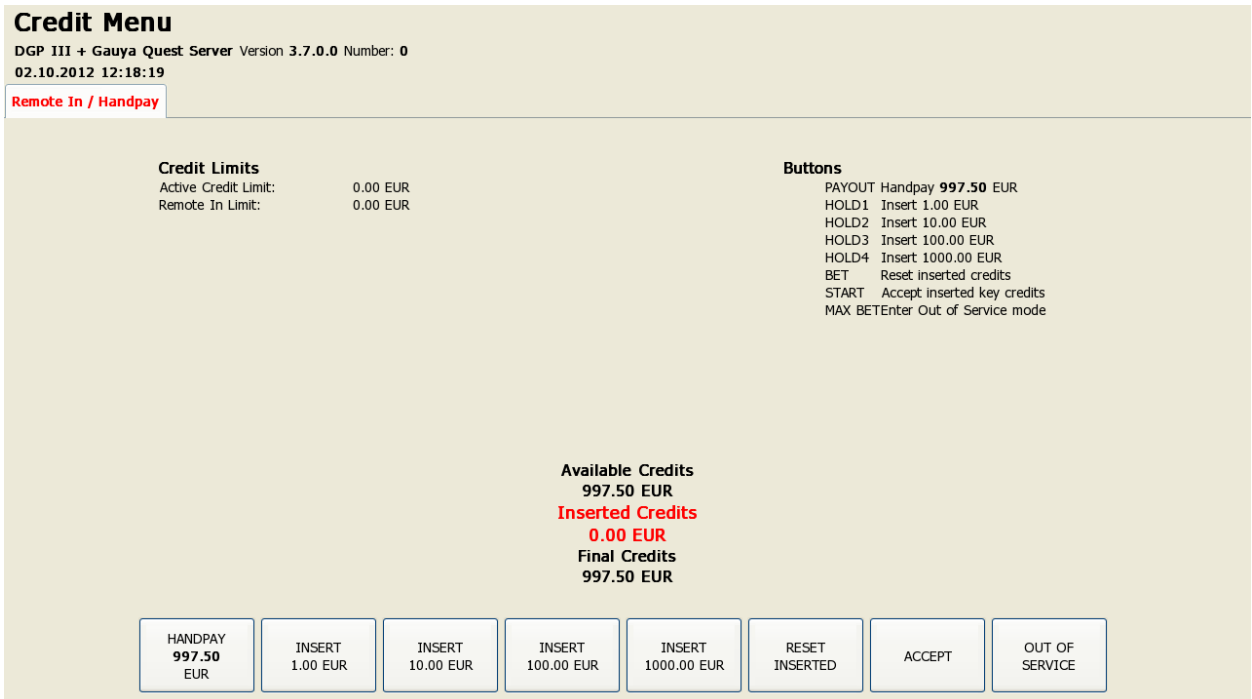 Credit Menu
DGP III + Gauya Quest Server Version 3.7.0.0 Number: 0
02.10.2012 12:18:19
Remote In / Handpay
Credit Limits
Active Credit Limit: 0.00 EUR
Remote In Limit: 0.00 EUR
Buttons
PAYOUT Handpay 997.50 EUR
HOLD1 Insert 1.00 EUR
HOLD2 Insert 10.00 EUR
HOLD3 Insert 100.00 EUR
HOLD4 Insert 1000.00 EUR
BET Reset inserted credits
START Accept inserted key credits
MAX BETEnter Out of Service mode
Available Credits
997.50 EUR
Inserted Credits
0.00 EUR
Final Credits
997.50 EUR
HANDPAY
997.50
EUR
INSERT
1.00 EUR
INSERT
10.00 EUR
INSERT
100.00 EUR
INSERT
1000.00 EUR
RESET
INSERTED
ACCEPT
OUT OF
SERVICE